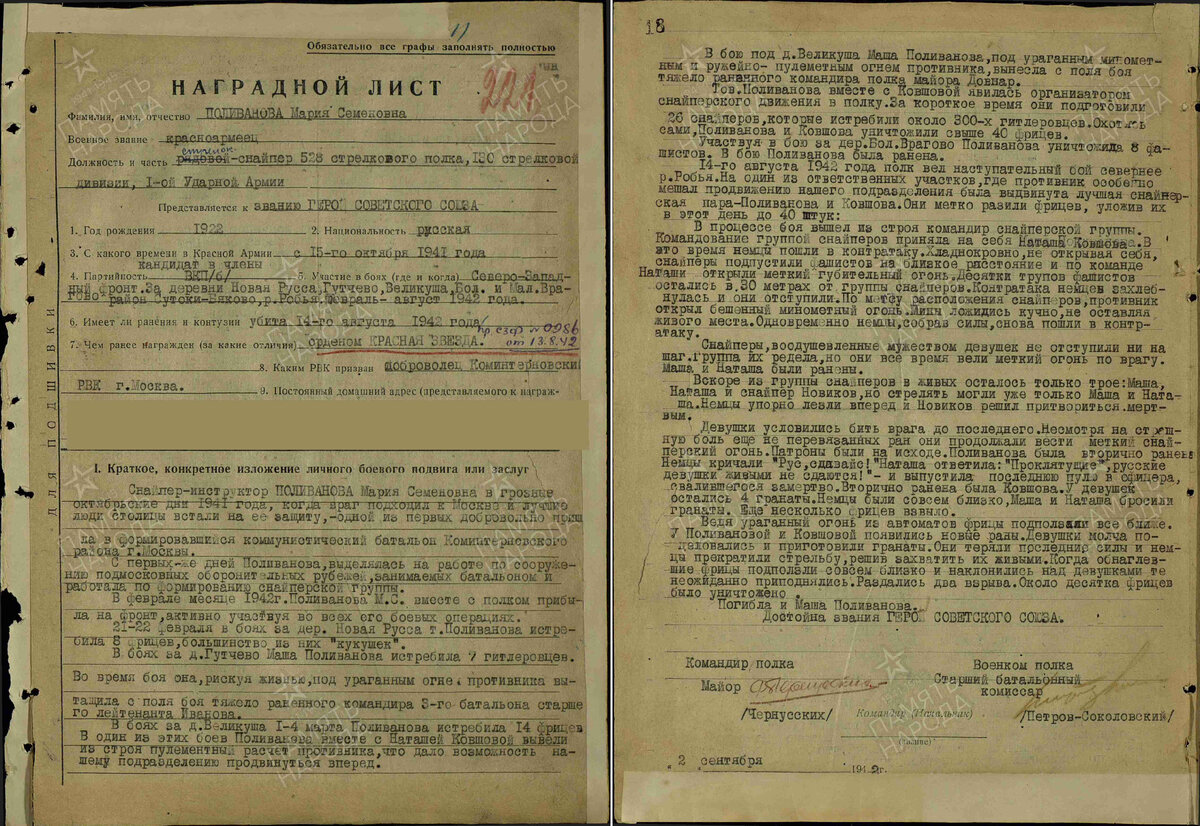 11
Обязательно все графы заполнять полностью
221
НАГРАДНОЙ ЛИСТ
Фамилия, имя, отчество ПОЛИВАНОВА Мария Семеновна
Военное звание красноармеец
стрелок
Должность и часть рядовой-снайпер 528 стрелкового полка, 130 стрелковой
дивизии, I-ой Ударной Армии
Представляется к званию ГЕРОЙ СОВЕТСКОГО СОЮЗА
1. Год рождения 1922 2. Национальность русская
3. С какого времени в Красной Армии с 15-го октября 1941 года
кандидат в члены
4. Партийность ВКП/б/ 5. Участие в боях (где и когда) Северо-Запад-
ный фронт.За деревни Новая Русса,Гутчево,Великуша,Бол. и Мал.Вра-
гово район Сутоки-Бяково,р.Робья.Февраль- август 1942 года.
6. Имеет ли ранения и контузии убита 14-го августа 1942 года/
пр. СЗФ №0986
7. Чем ранее награжден (за какие отличия) орденом КРАСНАЯ ЗВЕЗДА. от 13.8.42
8. Каким РВК призван доброволец Коминтерновский
РВК г.Москва. 9. Постоянный домашний адрес (представляемого к награж-
ДЛЯ ПОДШИВКИ
I. Краткое, конкретное изложение личного боевого подвига или заслуг
Снайпер-инструктор ПОЛИВАНОВА Мария Семеновна в грозные
октябрьские дни 1941 года, когда враг подходил к Москве и лучшие
люди столицы встали на ее защиту,-одной из первых добровольно приш
ла в формировавшийся коммунистический батальон Коминтерновского
района г.Москвы.
С первых-же дней Поливанова,выделялась на работе по сооруже-
нию подмосковных оборонительных рубежей,занимаемых батальоном и
работала по формированию снайперской группы.
В феврале месяце 1942г.Поливанова М.С. вместе с полком прибы-
ла на фронт,активно участвуя во всех его боевых операциях.
21-22 февраля в боях за дер. Новая Русса т.Поливанова истре-
била 8 фрицев,большинство из них "кукушек".
В боях за д.Гутчево Маша Поливанова истребила 7 гитлеровцев.
Во время боя она,рискуя жизнью,под ураганным огнем противника вы-
тащила с поля боя тяжело раненного командира 3-го батальона старше
го лейтенанта Иванова.
В боях за д.Великуша 1-4 марта Поливанова истребила 14 фрицев
В один из этих боев Поливанова вместе с Наташей Ковшовой вывели
из строя пулеметный расчет противника,что дало возможность на-
шему подразделению продвинуться вперед.
18
В бою под д.Великуша Маша Поливанова,под ураганным миномет-
ным и ружейно- пулеметным огнем противника, вынесла с поля боя
тяжело раненного командира полка майора Довнар.
Тов.Поливанова вместе с Ковшовой явилась организатором
снайперского движения в полку.За короткое время они подготовили
26 снайперов,которые истребили около 300-х гитлеровцев.Охотясь
сами,Поливанова и Ковшова уничтожили свыше 40 фрицев.
Участвуя в бою за дер.Бол.Врагово Поливанова уничтожила 8 фа-
шистов. В бою Поливанова была ранена.
14-го августа 1942 года полк вел наступательный бой севернее
р.Робья.На один из ответственных участков,где противник особенно
мешал продвижению нашего подразделения была выдвинута лучшая снайпер-
ская пара-Поливанова и Ковшова.Они метко разили фрицев,уложив их
в этот день до 40 штук:
В процессе боя вышел из строя командир снайперской группы.
Командование группой снайперов приняла на себя Наташа Ковшова.В
это время немцы пошли в контратаку.Хладнокровно,не открывая себя,
снайперы подпустили фашистов на близкое расстояние и по команде
Наташи открыли меткий губительный огонь.Десятки трупов фашистов
остались в 30 метрах от группы снайперов.Контратака немцев захлеб-
нулась и они отступили.По месту расположения снайперов,противник
открыл бешенный минометный огонь.Мины ложидись кучно,не оставляя
живого места.Одновременно немцы,собрав силы,снова пошли в контр-
атаку.
Снайперы,воодушевленные мужеством девушек не отступили ни на
шаг.Группа их редела,но они все время вели меткий огонь по врагу.
Маша и Наташа были ранены.
Вскоре из группы снайперов в живых осталось только трое:Маша,
Наташа и снайпер Новиков,но стрелять могли уже только Маша и Ната-
ша.Немцы упорно лезли вперед и Новиков решил притвориться.мерт-
вым.
Девушки условились бить врага до последнего.Несмотря на страш-
ную боль еще не перевязанных ран они продолжали вести меткий снай-
перский огонь.Патроны были на исходе.Поливанова была вторично ранена
Немцы кричали "Рус,сдавайс!"Наташа ответила:"Проклятущие",русские
девушки живыми не сдаются!"- и выпустила последнюю пулю в офицера,
свалившегося замертво.Вторично ранена была Ковшова.У девушек
остались 4 гранаты.Немцы были совсем близко,Маша и Наташа бросили
гранаты. Еще несколько фрицев взвыло.
Ведя ураганный огонь из автоматов фрицы подползали все ближе.
У Поливановой и Ковшовой появились новые раны.Девушки молча по-
целовались и приготовили гранаты.Они теряли последние силы и нем-
цы прекратили стрельбу,решив захватить их живыми.Когда обнаглев-
шие фрицы подползли совсем близко и наклонились над девушками те
неожиданно приподнялись.Раздались два взрыва.Около десятка фрицев
было уничтожено .
Погибла и Маша Поливанова.
Достойна звания ГЕРОЙ СОВЕТСКОГО СОЮЗА.
Командир полка Военком полка
Майор Старший батальонный
комиссар
/Чернусских/ Командир (Начальник) /Петров-Соколовский/
2 сентября 1942г.
ПАМЯТЬ НАРОДА